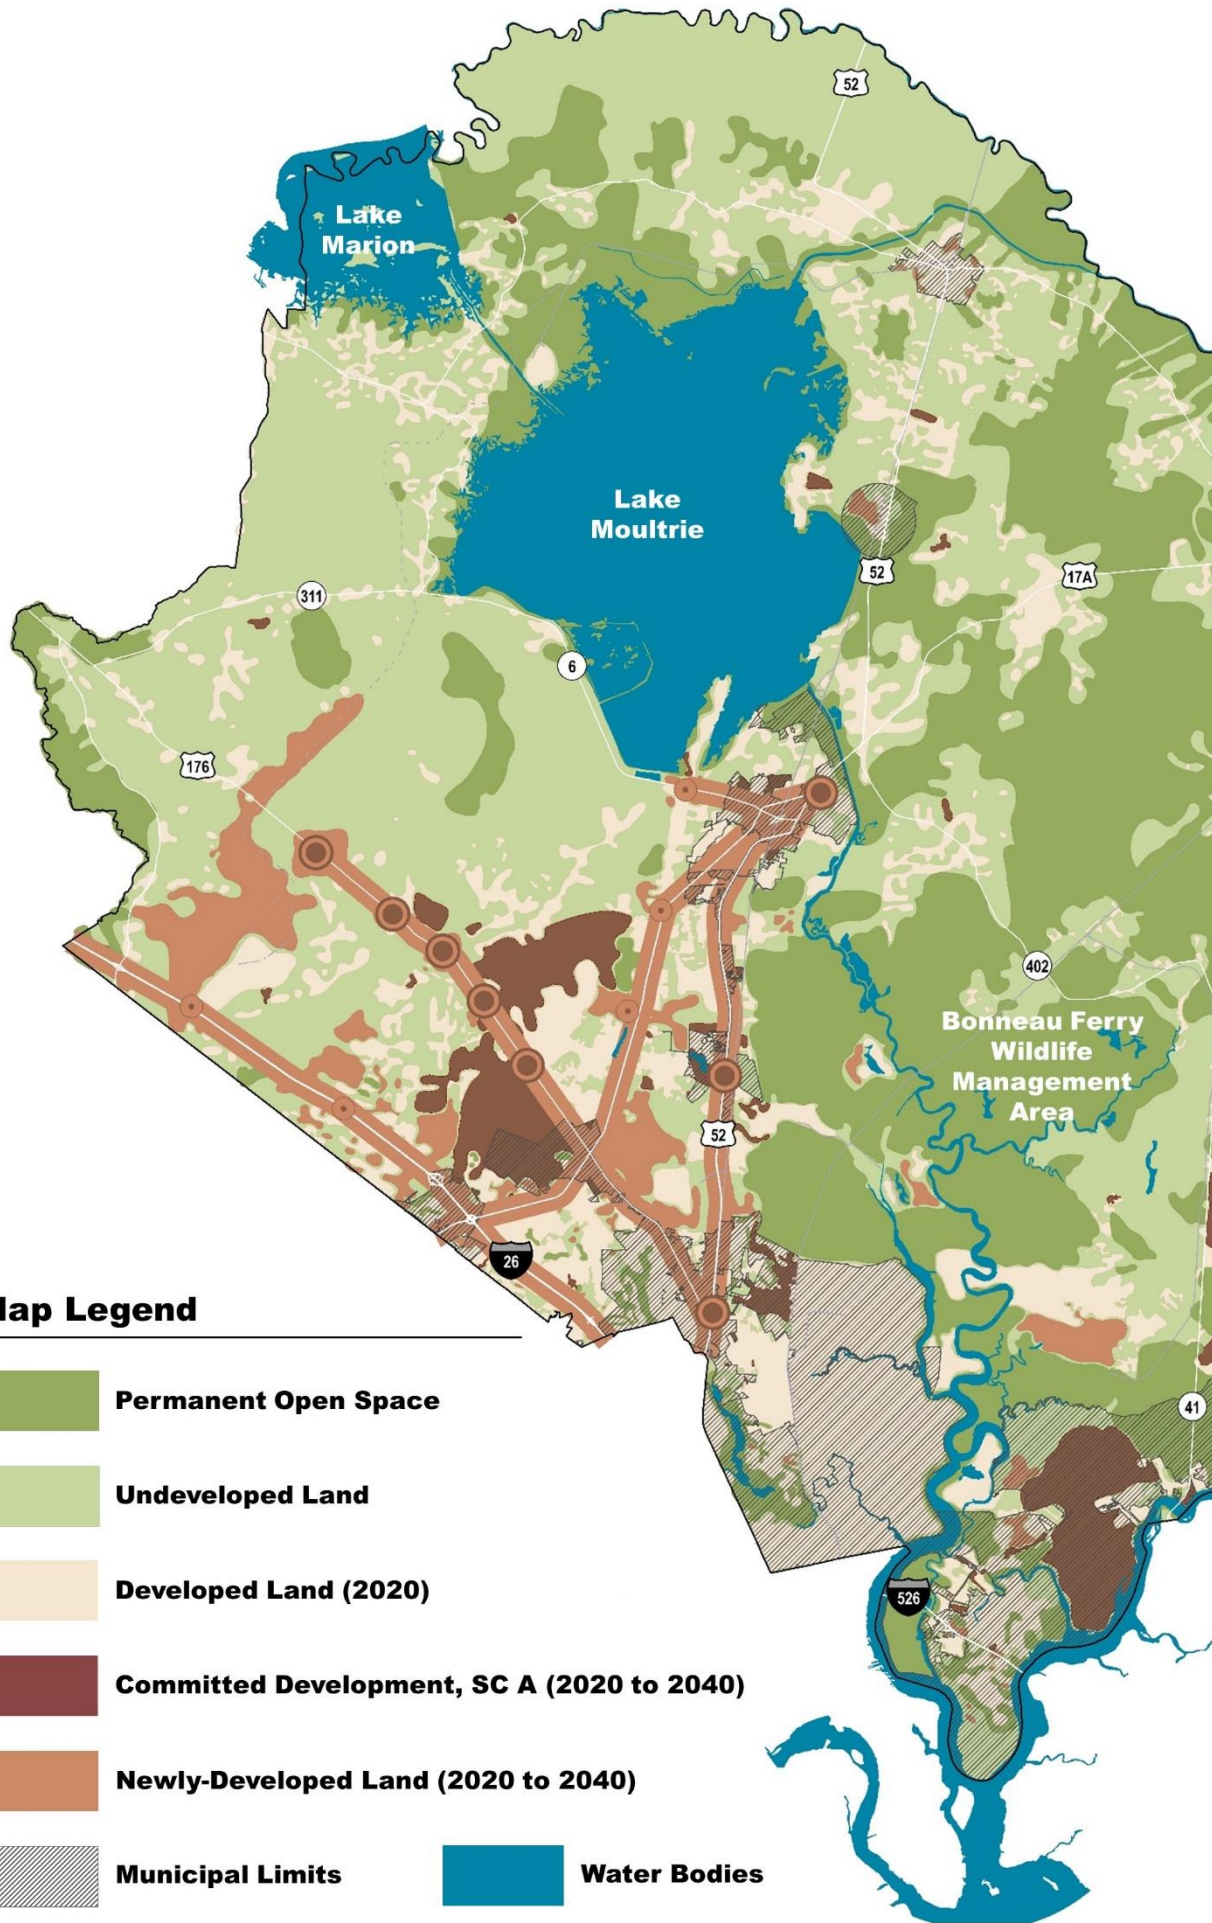 52
Lake
Marion
Lake
Moultrie
52
17A
311
6
176
402
Bonneau Ferry
Wildlife
Management
Area
52
26
41
526
ap Legend
Permanent Open Space
Undeveloped Land
Developed Land (2020)
Committed Development, SC A (2020 to 2040)
Newly-Developed Land (2020 to 2040)
Municipal Limits
Water Bodies